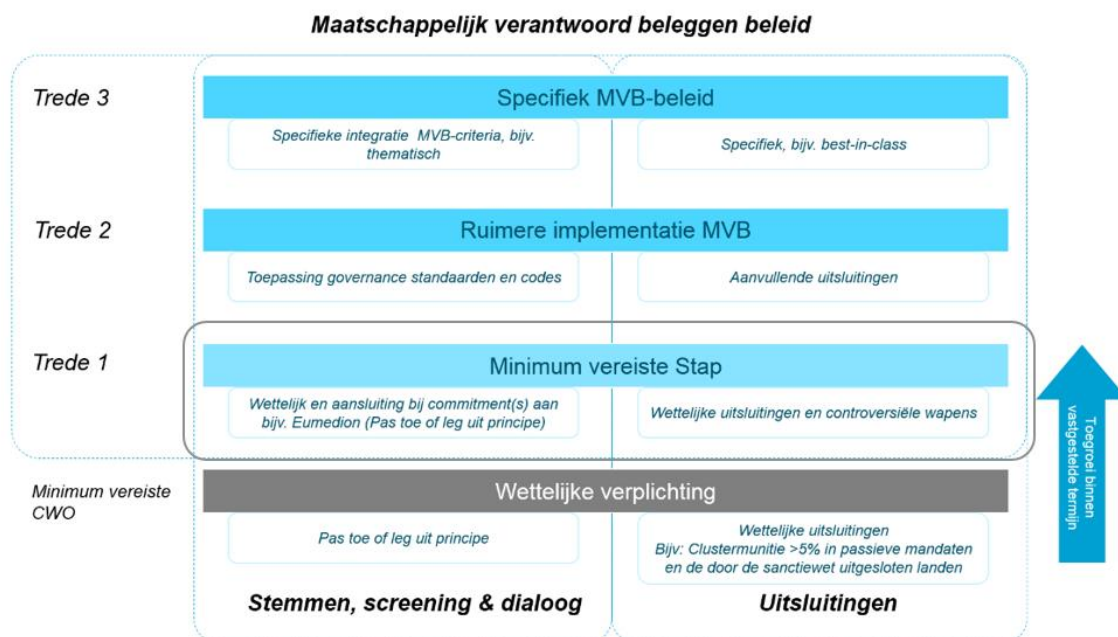 Maatschappelijk verantwoord beleggen beleid
Trede 3
Specifiek MVB-beleid
Specifieke integratie MVB-criteria, bijv.
thematisch
Specifiek, bijv. best-in-class
Trede 2
Ruimere implementatie MVB
Toepassing governance standaarden en codes
Aanvullende uitsluitingen
Trede 1
Minimum vereiste Stap
Wettelijk en aansluiting bij commitment(s) aan
bijv. Eumedion (Pas toe of leg uit principe)
Wettelijke uitsluitingen en controversiële wapens
Toegroei binnen
vastgestelde termijn
Minimum vereiste
CWO
Wettelijke verplichting
Pas toe of leg uit principe
Wettelijke uitsluitingen
Bijv: Clustermunitie >5% in passieve mandaten
en de door de sanctiewet uitgesloten landen
Stemmen, screening & dialoog
Uitsluitingen